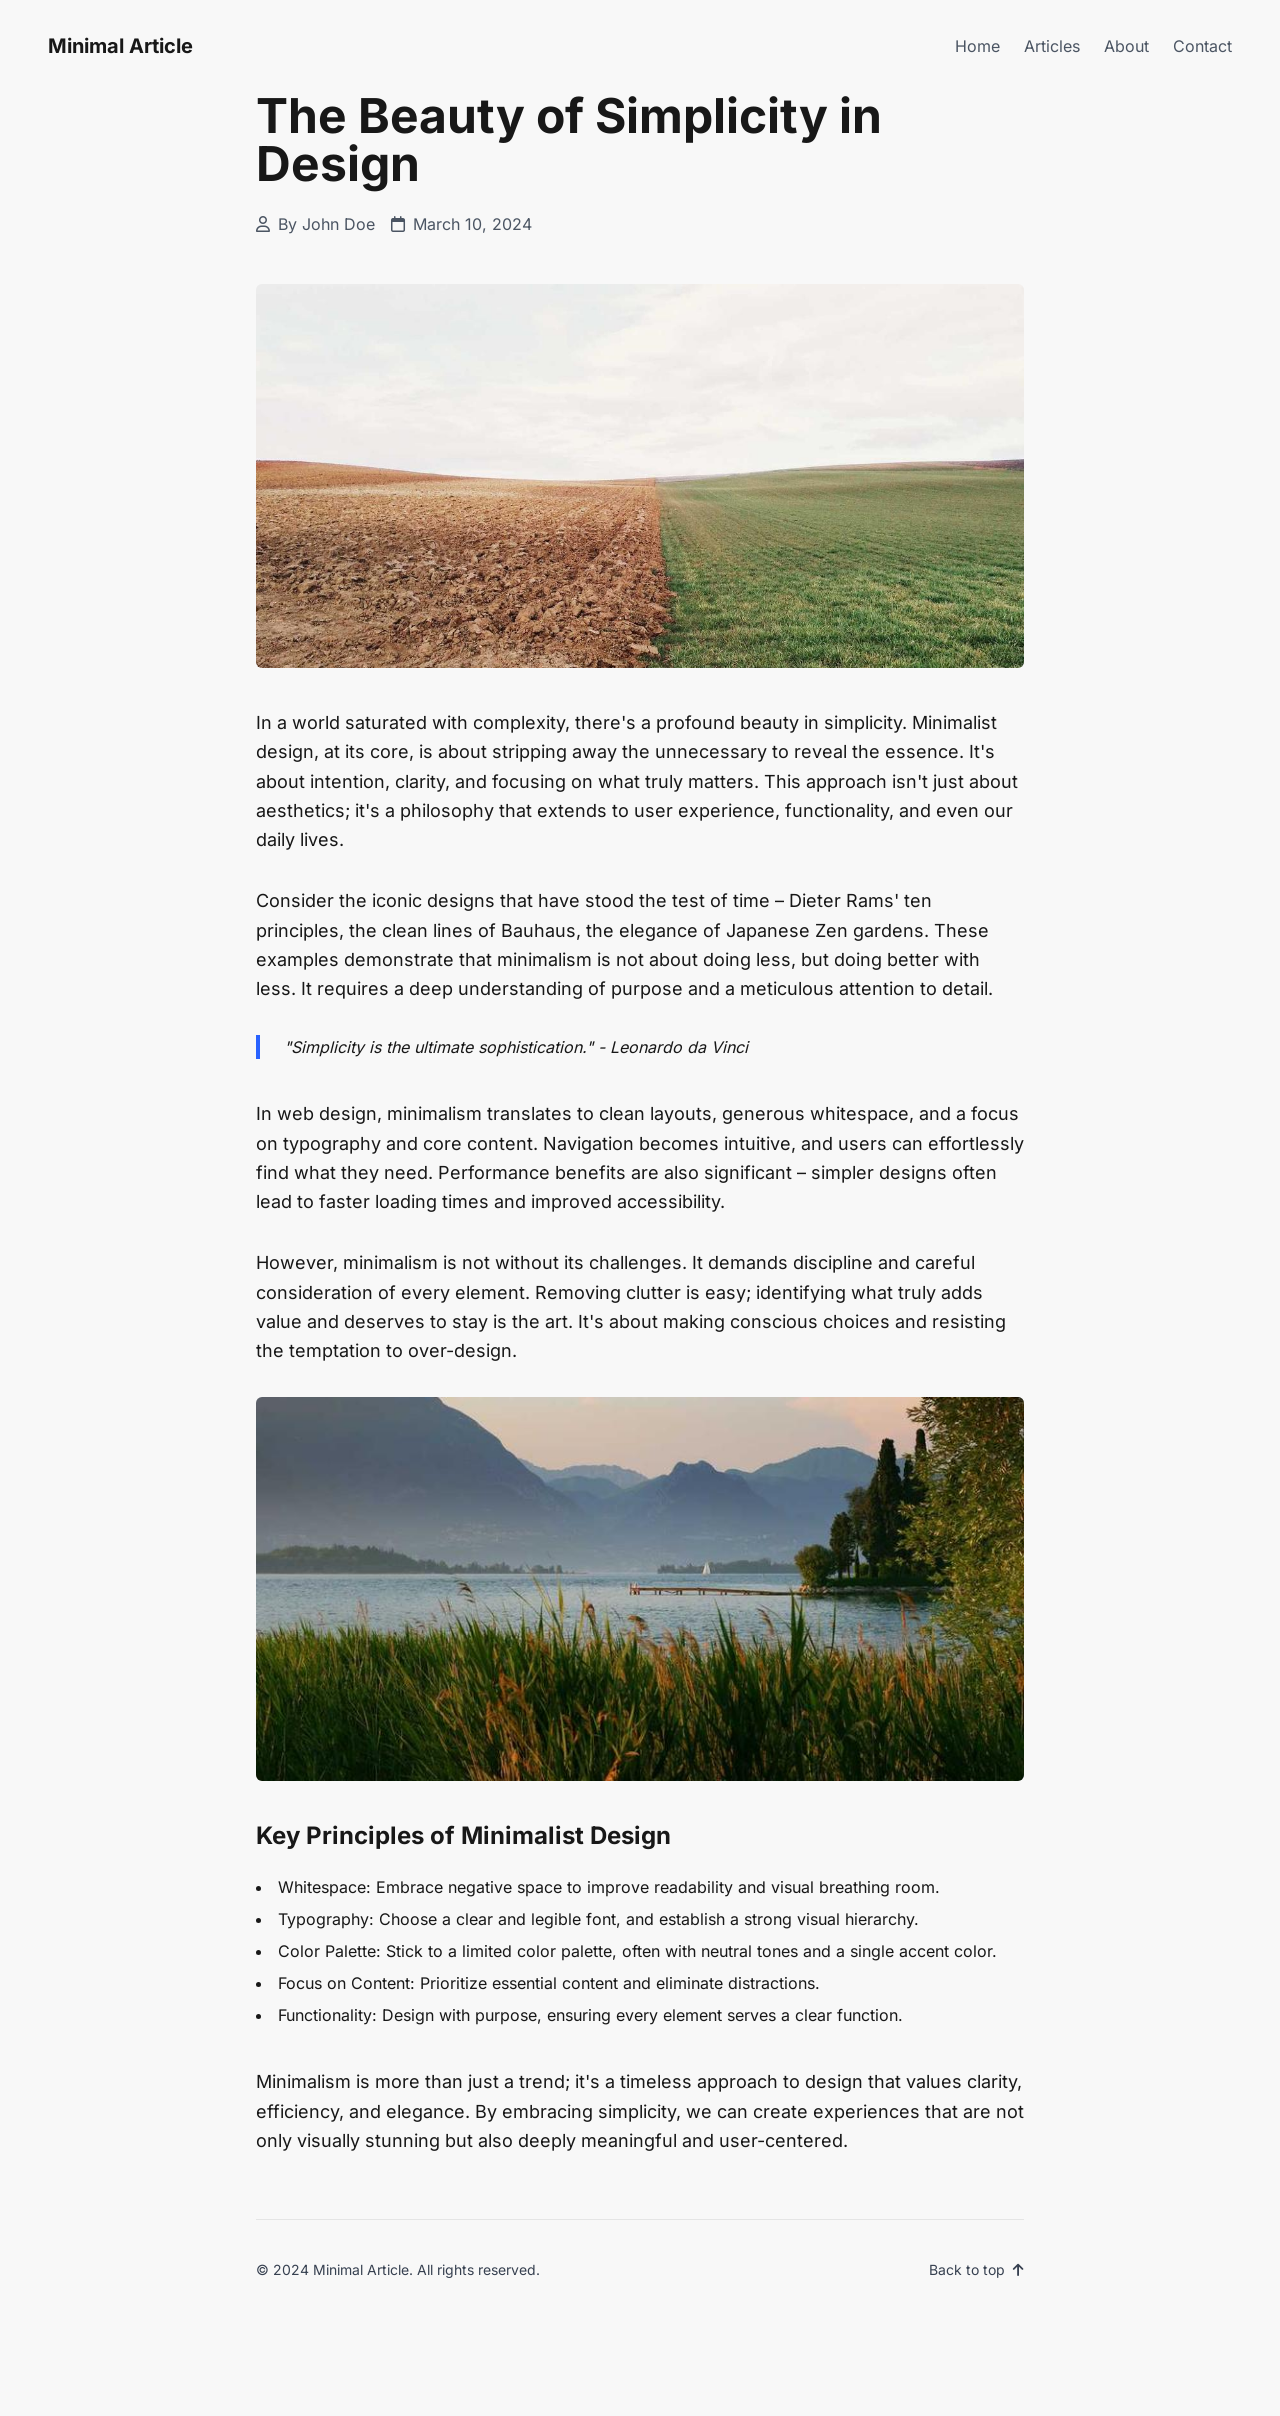 Minimal Article
Home Articles About Contact
The Beauty of Simplicity in
Design
By John Doe March 10, 2024
In a world saturated with complexity, there's a profound beauty in simplicity. Minimalist
design, at its core, is about stripping away the unnecessary to reveal the essence. It's
about intention, clarity, and focusing on what truly matters. This approach isn't just about
aesthetics; it's a philosophy that extends to user experience, functionality, and even our
daily lives.
Consider the iconic designs that have stood the test of time – Dieter Rams' ten
principles, the clean lines of Bauhaus, the elegance of Japanese Zen gardens. These
examples demonstrate that minimalism is not about doing less, but doing better with
less. It requires a deep understanding of purpose and a meticulous attention to detail.
"Simplicity is the ultimate sophistication." - Leonardo da Vinci
In web design, minimalism translates to clean layouts, generous whitespace, and a focus
on typography and core content. Navigation becomes intuitive, and users can effortlessly
find what they need. Performance benefits are also significant – simpler designs often
lead to faster loading times and improved accessibility.
However, minimalism is not without its challenges. It demands discipline and careful
consideration of every element. Removing clutter is easy; identifying what truly adds
value and deserves to stay is the art. It's about making conscious choices and resisting
the temptation to over-design.
Key Principles of Minimalist Design
• Whitespace: Embrace negative space to improve readability and visual breathing room.
• Typography: Choose a clear and legible font, and establish a strong visual hierarchy.
• Color Palette: Stick to a limited color palette, often with neutral tones and a single accent color.
• Focus on Content: Prioritize essential content and eliminate distractions.
• Functionality: Design with purpose, ensuring every element serves a clear function.
Minimalism is more than just a trend; it's a timeless approach to design that values clarity,
efficiency, and elegance. By embracing simplicity, we can create experiences that are not
only visually stunning but also deeply meaningful and user-centered.
© 2024 Minimal Article. All rights reserved.
Back to top